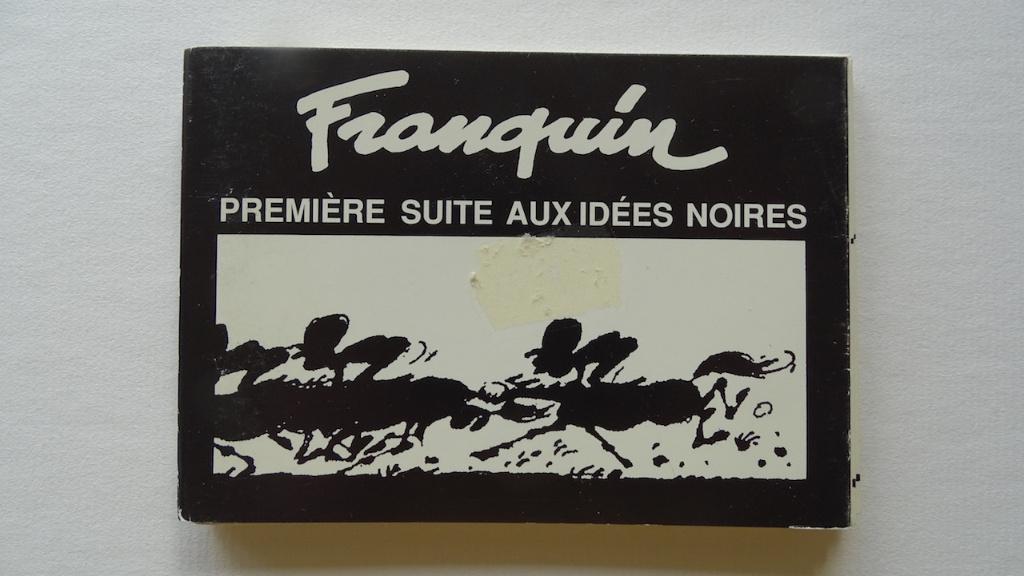 Franquin
PREMIÈRE SUITE AUX IDÉES NOIRES